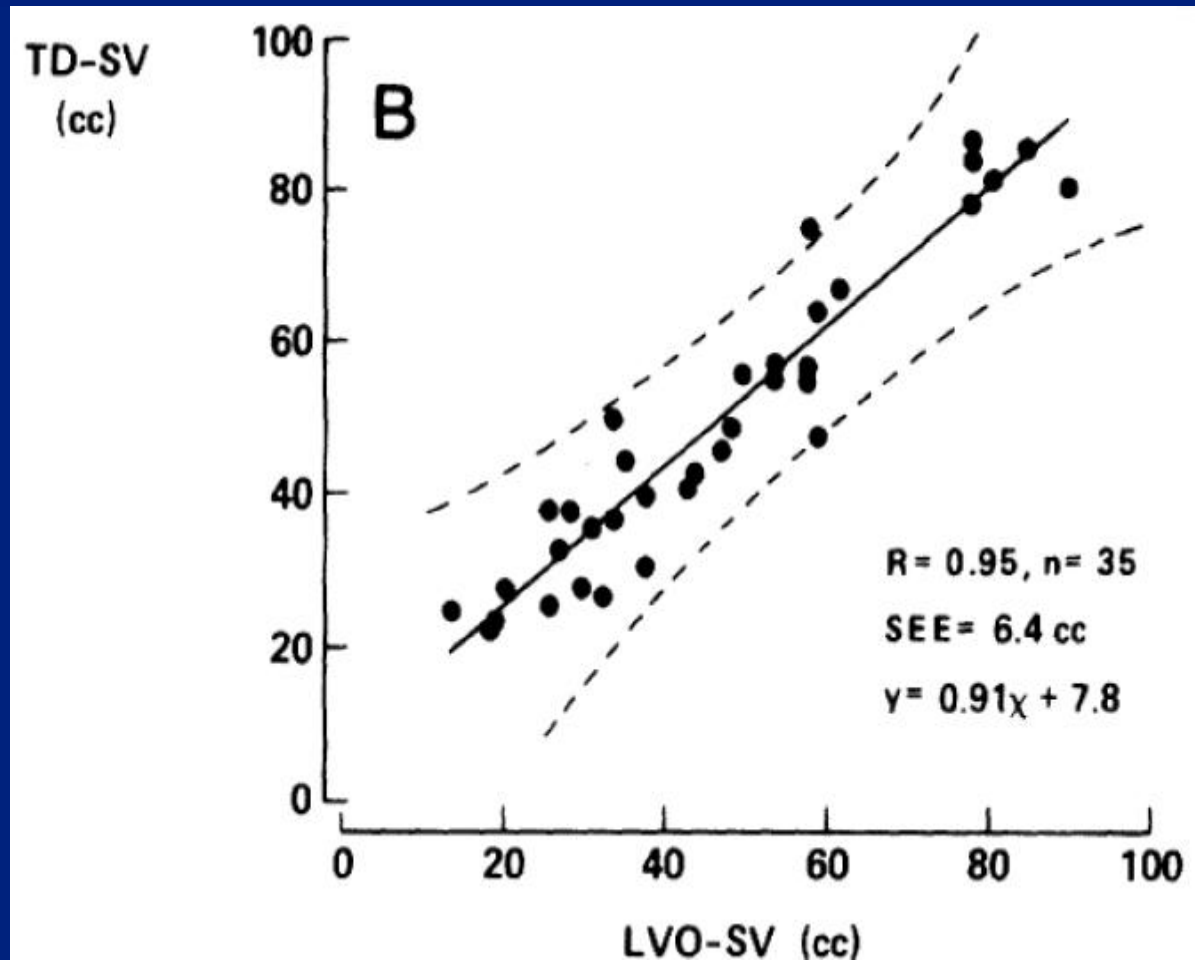 TD-SV
(cc)
B
100
80
60
40
20
0
R= 0.95, n= 35
SEE= 6.4 cc
y= 0.91χ + 7.8
0 20 40 60 80 100
LVO-SV (cc)